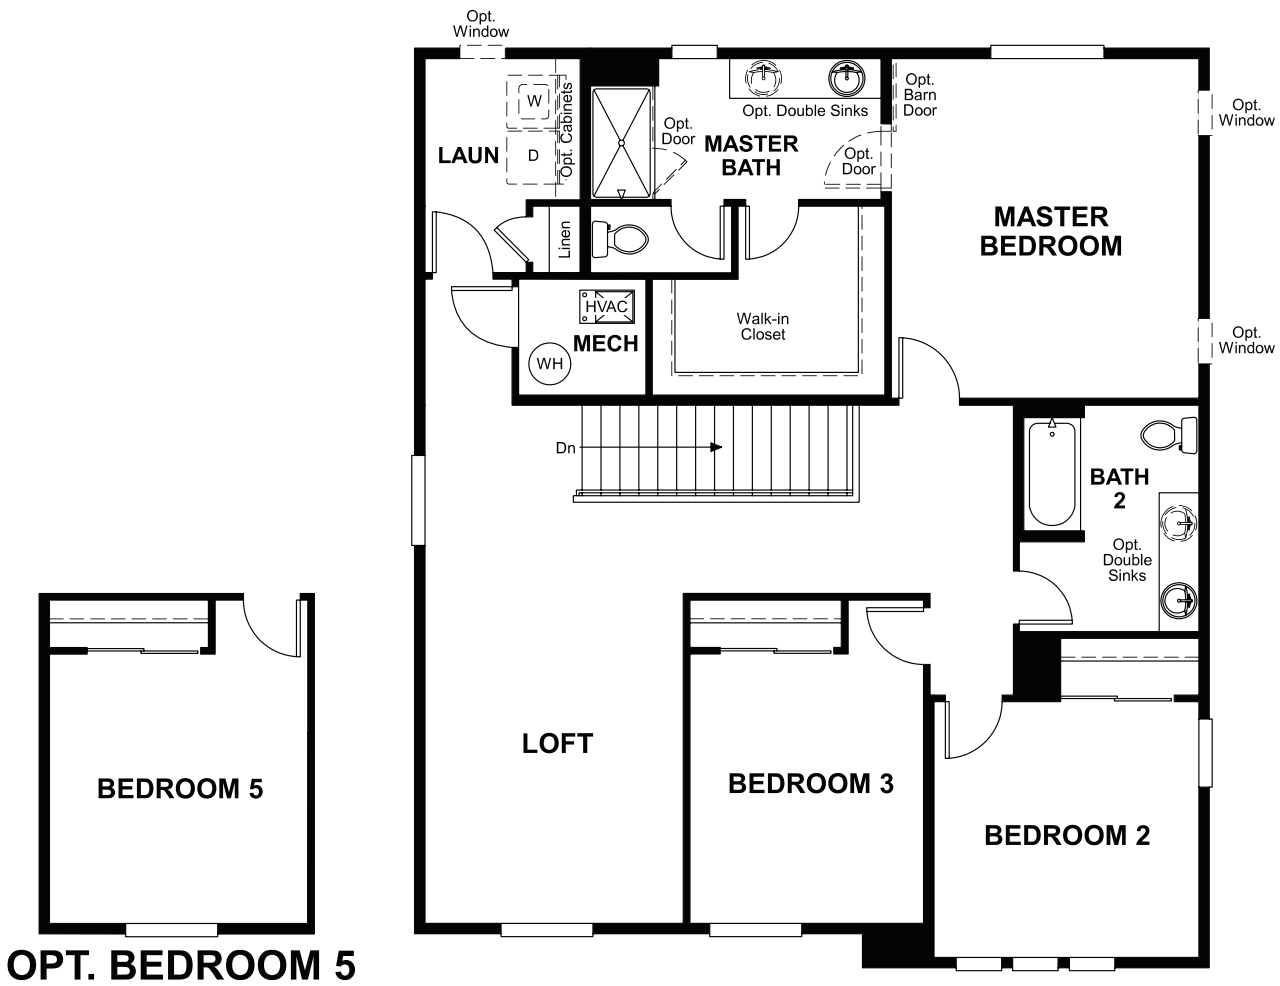 Opt.
Window
W
D
Opt. Cabinets
LAUN
Linen
Opt.
Door
Opt. Double Sinks
MASTER
BATH
Opt.
Door
Opt.
Barn
Door
Opt.
Window
MASTER
BEDROOM
HVAC
MECH
WH
Walk-in
Closet
Opt.
Window
Dn
BATH
2
Opt.
Double
Sinks
LOFT
BEDROOM 3
BEDROOM 2
BEDROOM 5
OPT. BEDROOM 5